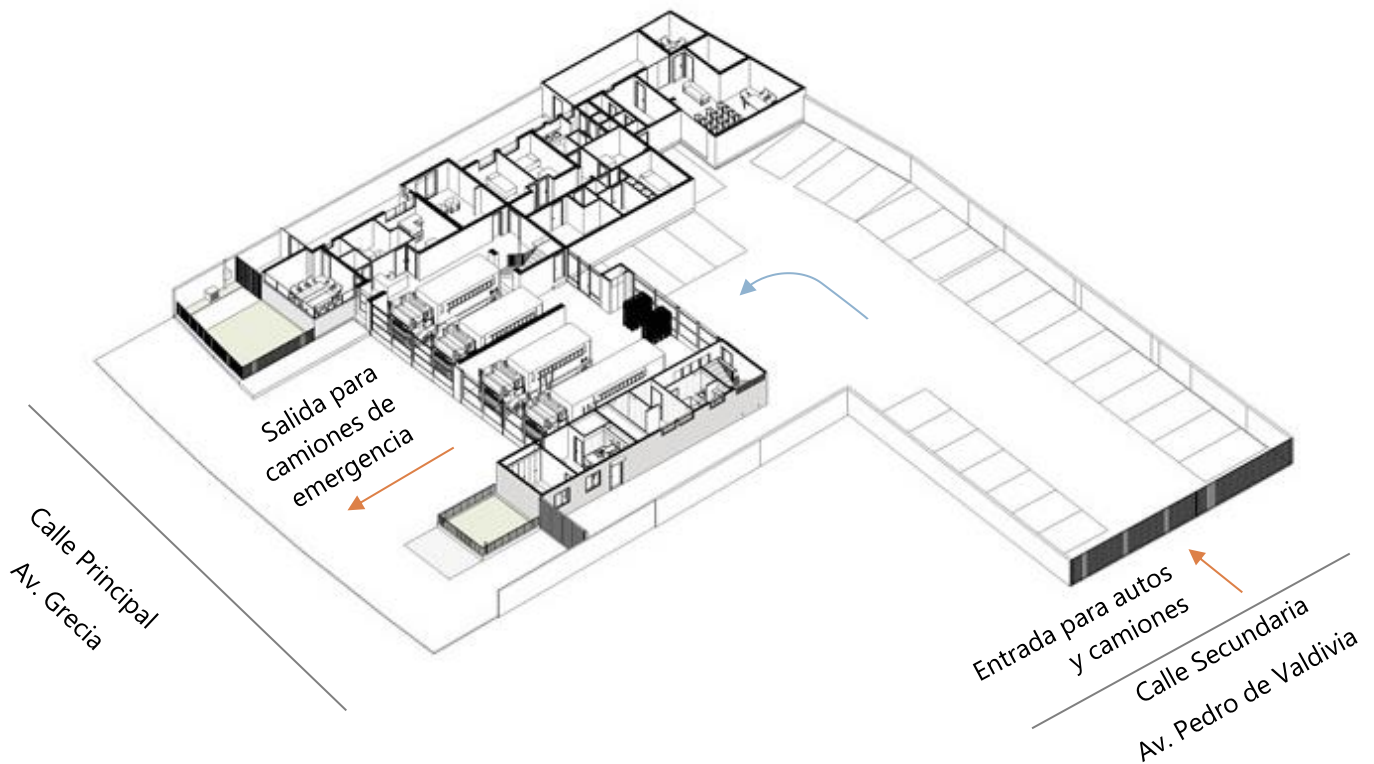 Salida para
camiones de
emergencia
Calle Principal
Av. Grecia
Entrada para autos
y camiones
Calle Secundaria
Av. Pedro de Valdivia